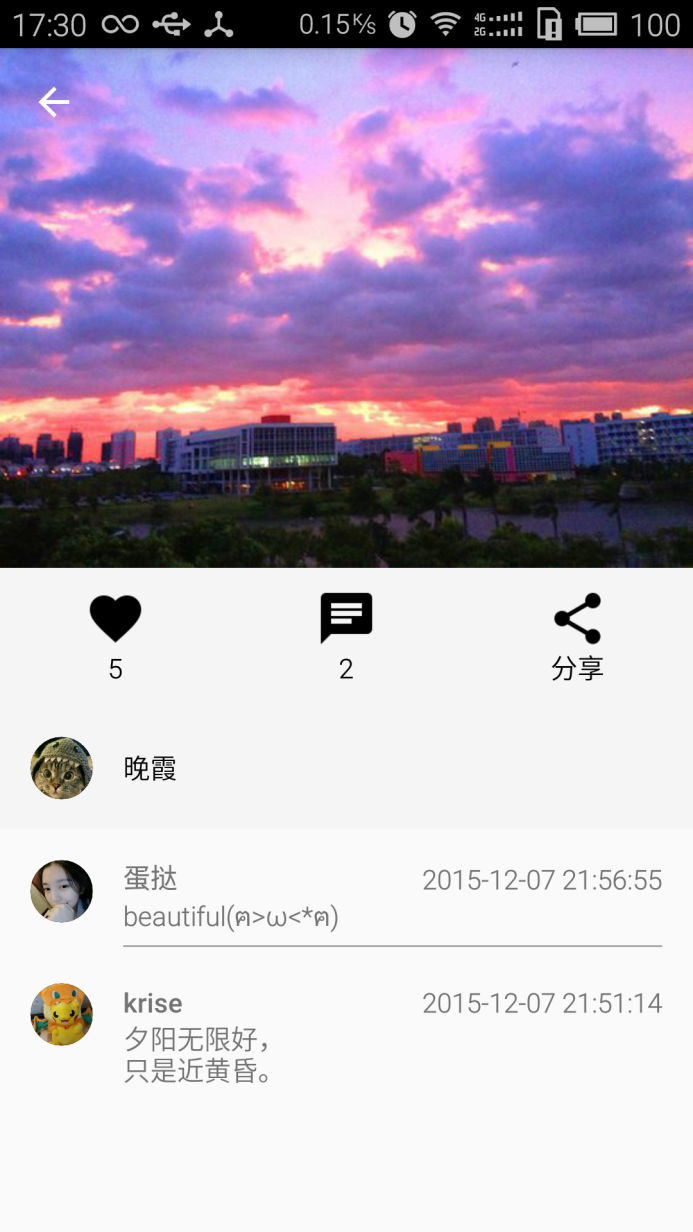 17:30 0.15K/s 4G 2G 100
5 2 分享
晚霞
蛋挞 2015-12-07 21:56:55
beautiful(ฅ>ω<*ฅ)
krise 2015-12-07 21:51:14
夕阳无限好，
只是近黄昏。